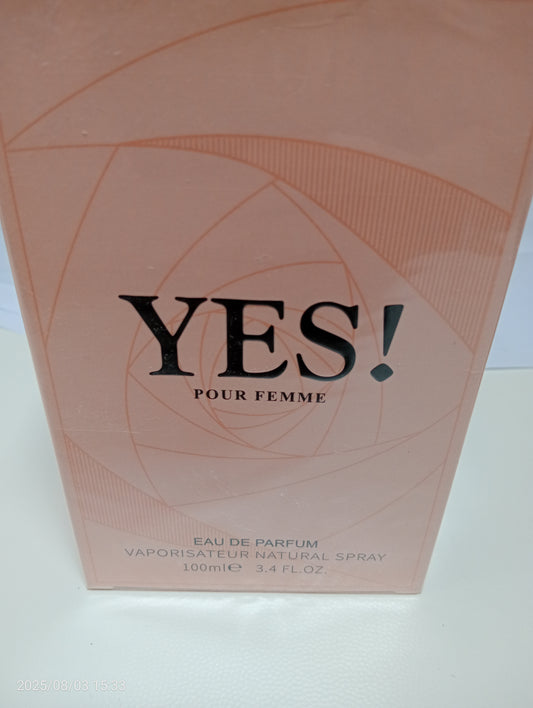 YES!
POUR FEMME
EAU DE PARFUM
VAPORISATEUR NATURAL SPRAY
100ml℮ 3.4 FL.OZ.
2025/08/03 15:33